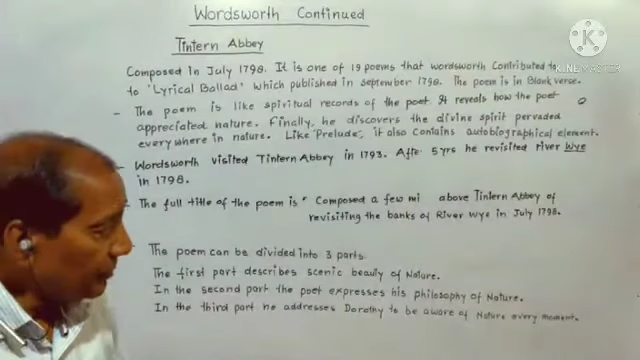 Wordsworth Continued
Tintern Abbey
Composed in July 1798. It is one of 19 poems that wordsworth Contributed to
to 'Lyrical Ballad' which published in September 1798. The poem is in Blank verse.
- The poem is like spiritual records of the poet. It reveals how the poet
appreciated nature. Finally, he discovers the divine spirit pervaded
every where in nature. Like 'Prelude', it also contains autobiographical element.
- Wordsworth visited Tintern Abbey in 1793. Afte 5 yrs he revisited river Wye
in 1798.
- The full title of the poem is " Composed a few mi above Tintern Abbey of
revisiting the banks of River Wye in July 1798.
The poem can be divided into 3 parts.
The first part describes scenic beauty of Nature.
In the second part the poet expresses his philosophy of Nature.
In the third part he addresses Dorothy to be aware of Nature every moment.
K
KINEMASTER